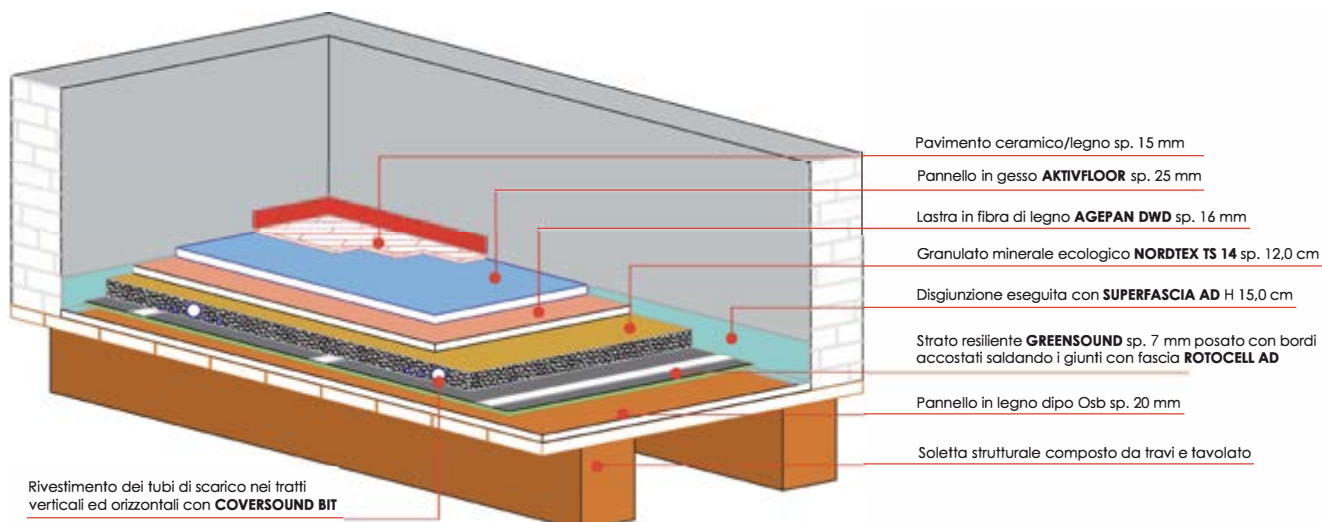 Pavimento ceramico/legno sp. 15 mm
Pannello in gesso AKTIVFLOOR sp. 25 mm
Lastra in fibra di legno AGEPAN DWD sp. 16 mm
Granulato minerale ecologico NORDTEX TS 14 sp. 12,0 cm
Disgiunzione eseguita con SUPERFASCIA AD H 15,0 cm
Strato resiliente GREENSOUND sp. 7 mm posato con bordi
accostati saldando i giunti con fascia ROTOCELL AD
Pannello in legno dipo Osb sp. 20 mm
Soletta strutturale composto da travi e tavolato
Rivestimento dei tubi di scarico nei tratti
verticali ed orizzontali con COVERSOUND BIT